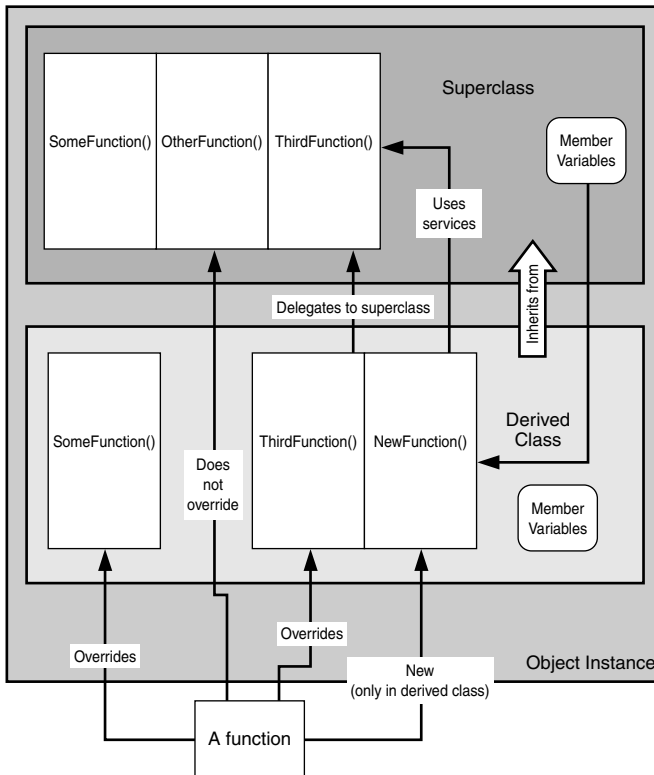 Superclass
SomeFunction()
OtherFunction()
ThirdFunction()
Member
Variables
Uses
services
Delegates to superclass
Inherits from
SomeFunction()
ThirdFunction()
NewFunction()
Derived
Class
Does
not
override
Member
Variables
Overrides
Overrides
New
(only in derived class)
Object Instance
A function